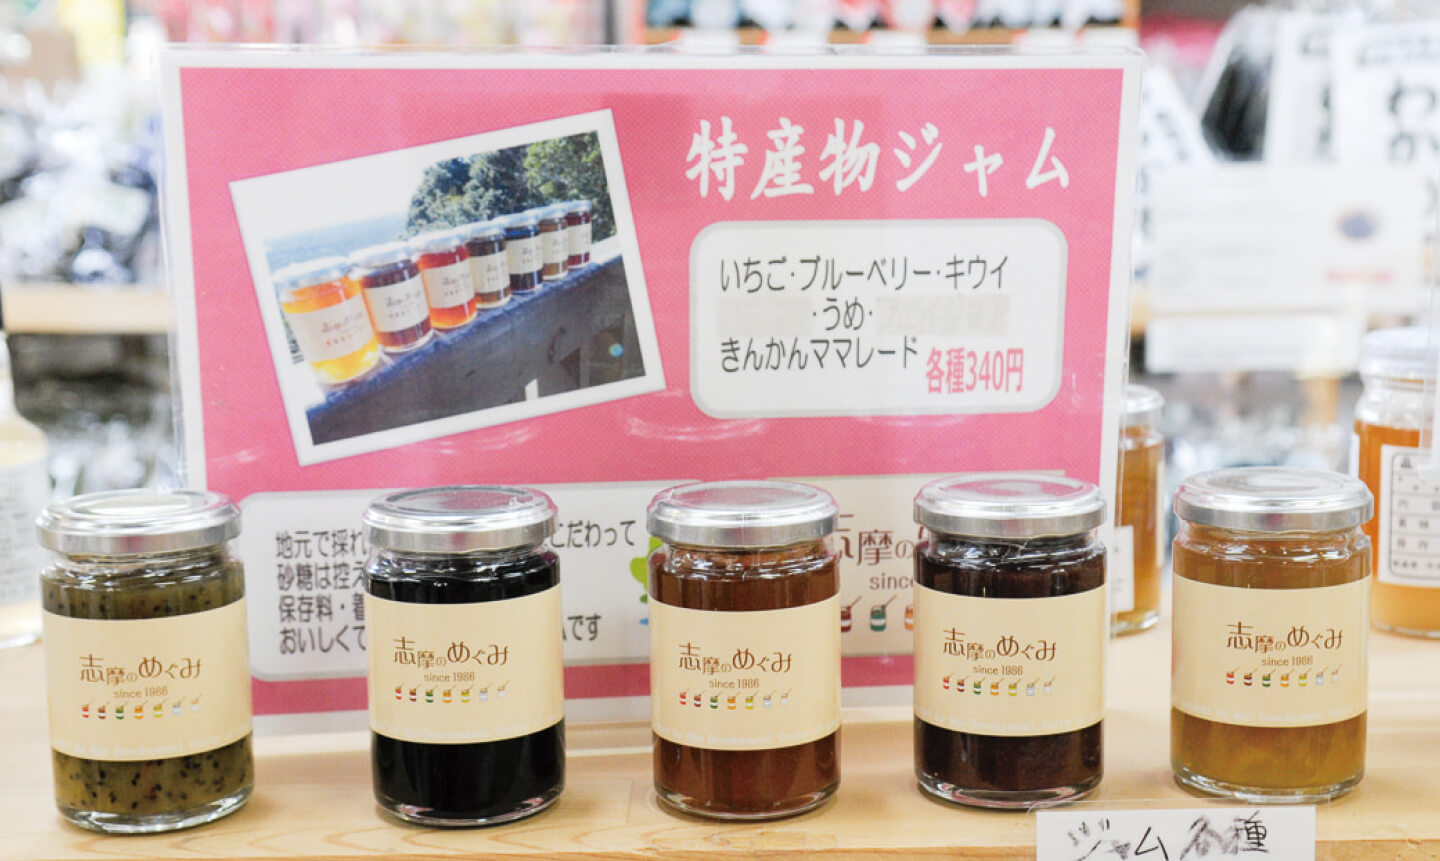 特産物ジャム
いちご・ブルーベリー・キウイ
・うめ・
きんかんママレード
各種340円
地元で採れ
こだわって
砂糖は控え
保存料・着
おいしくて
ムです
志摩の
since
志摩のめぐみ
since 1986
志摩のめぐみ
since 1986
志摩のめぐみ
since 1986
志摩のめぐみ
since 1986
志摩のめぐみ
since 1986
ジャム各種
わか